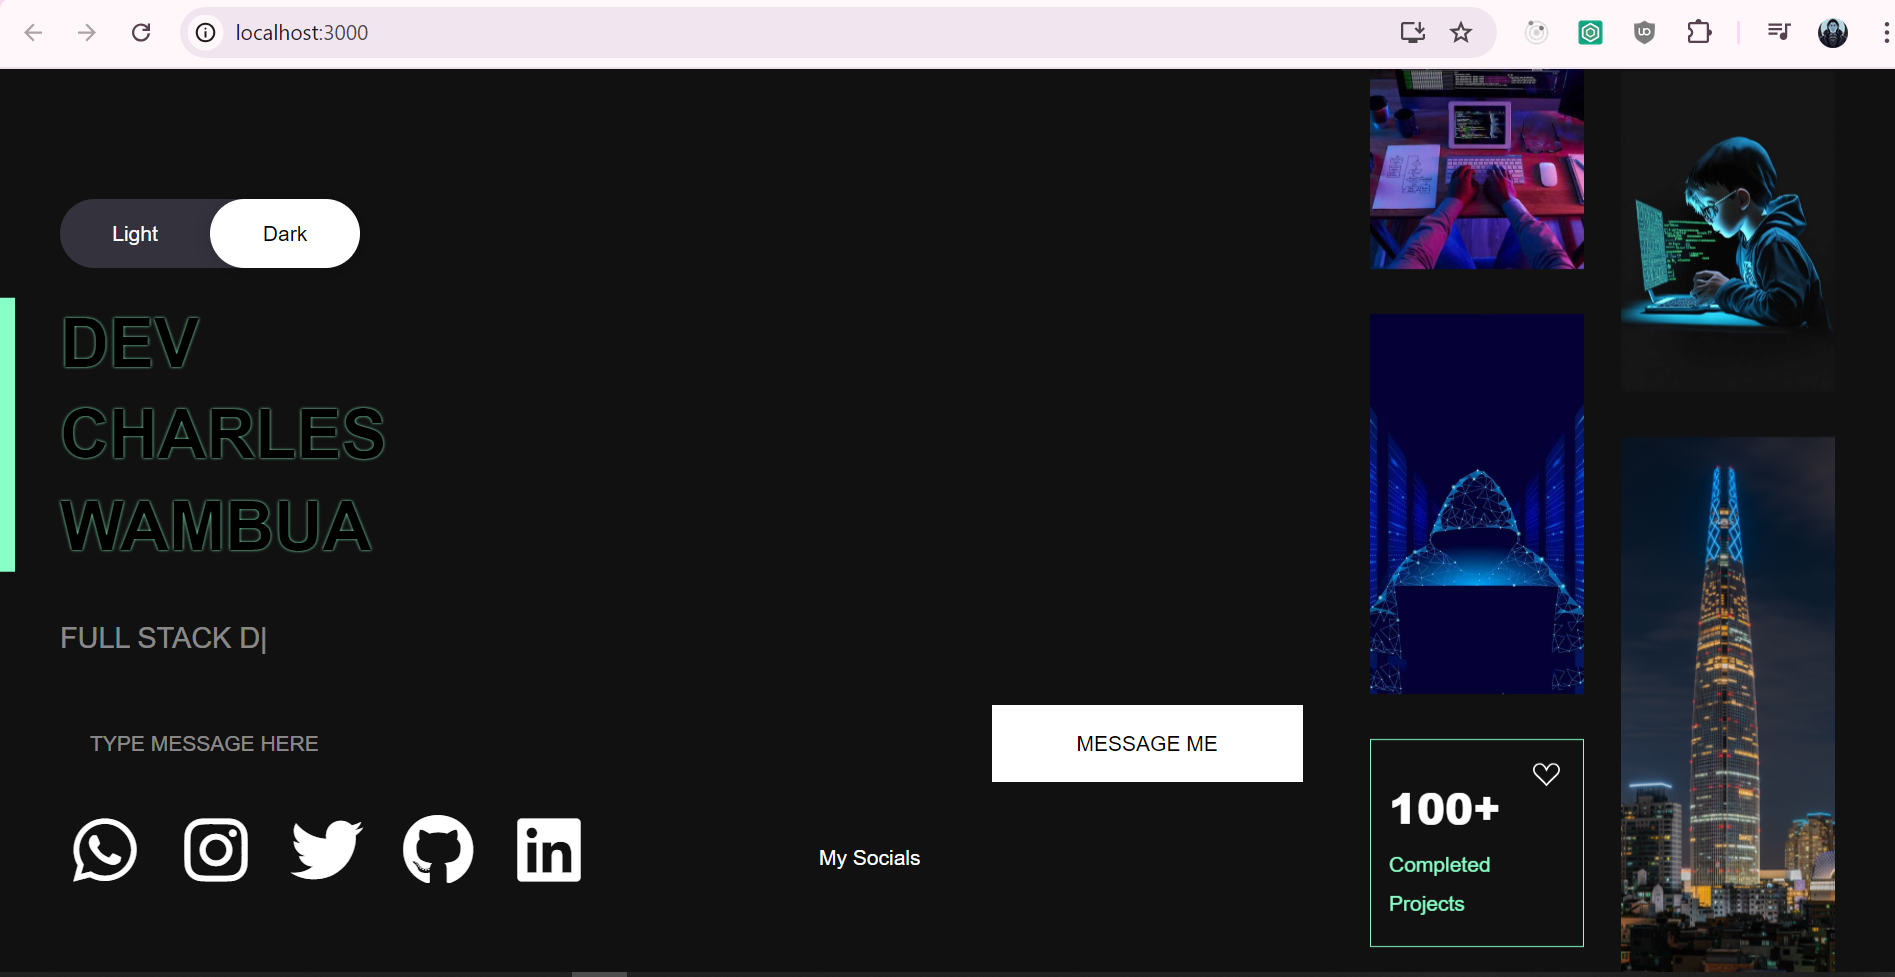 localhost:3000
Light
Dark
DEV
CHARLES
WAMBUA
FULL STACK D|
TYPE MESSAGE HERE
MESSAGE ME
My Socials
100+
Completed
Projects